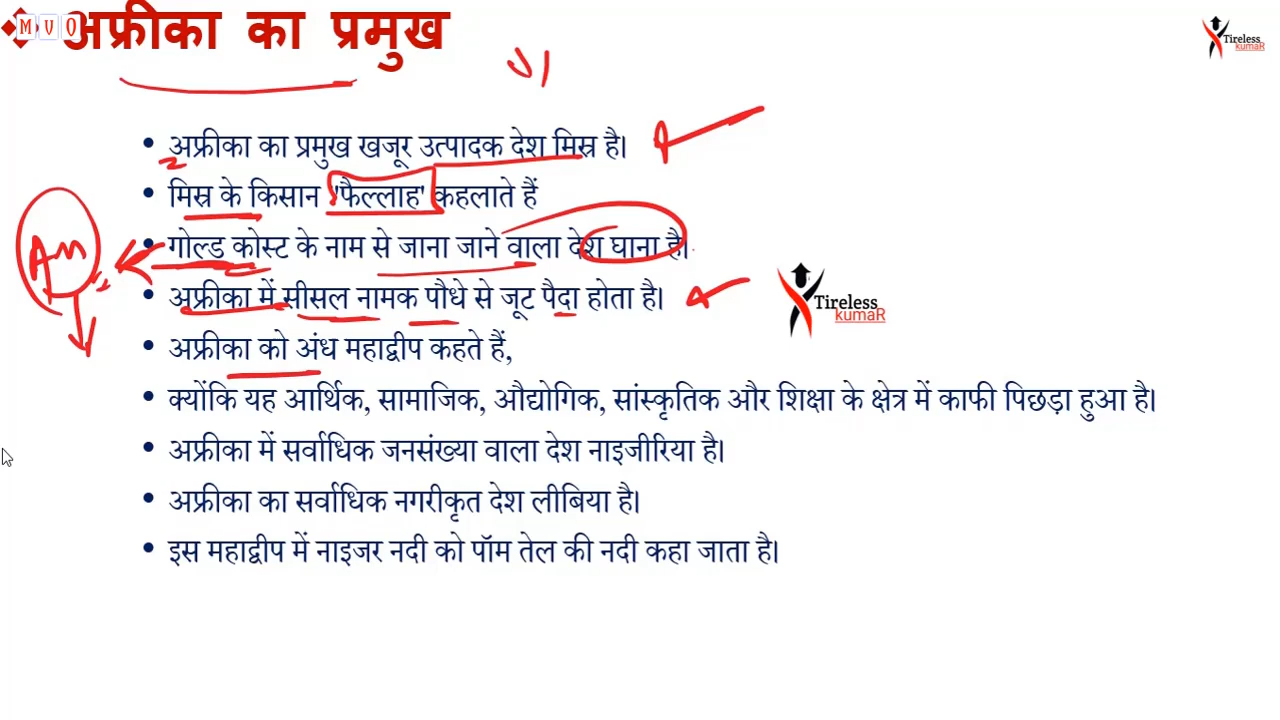 M V O
अफ्रीका का प्रमुख
Tireless
kumaR
• अफ्रीका का प्रमुख खजूर उत्पादक देश मिस्र है।
• मिस्र के किसान 'फैल्लाह' कहलाते हैं
• गोल्ड कोस्ट के नाम से जाना जाने वाला देश घाना है।
• अफ्रीका में सीसल नामक पौधे से जूट पैदा होता है।
Tireless
kumaR
• अफ्रीका को अंध महाद्वीप कहते हैं,
• क्योंकि यह आर्थिक, सामाजिक, औद्योगिक, सांस्कृतिक और शिक्षा के क्षेत्र में काफी पिछड़ा हुआ है।
• अफ्रीका में सर्वाधिक जनसंख्या वाला देश नाइजीरिया है।
• अफ्रीका का सर्वाधिक नगरीकृत देश लीबिया है।
• इस महाद्वीप में नाइजर नदी को पॉम तेल की नदी कहा जाता है।